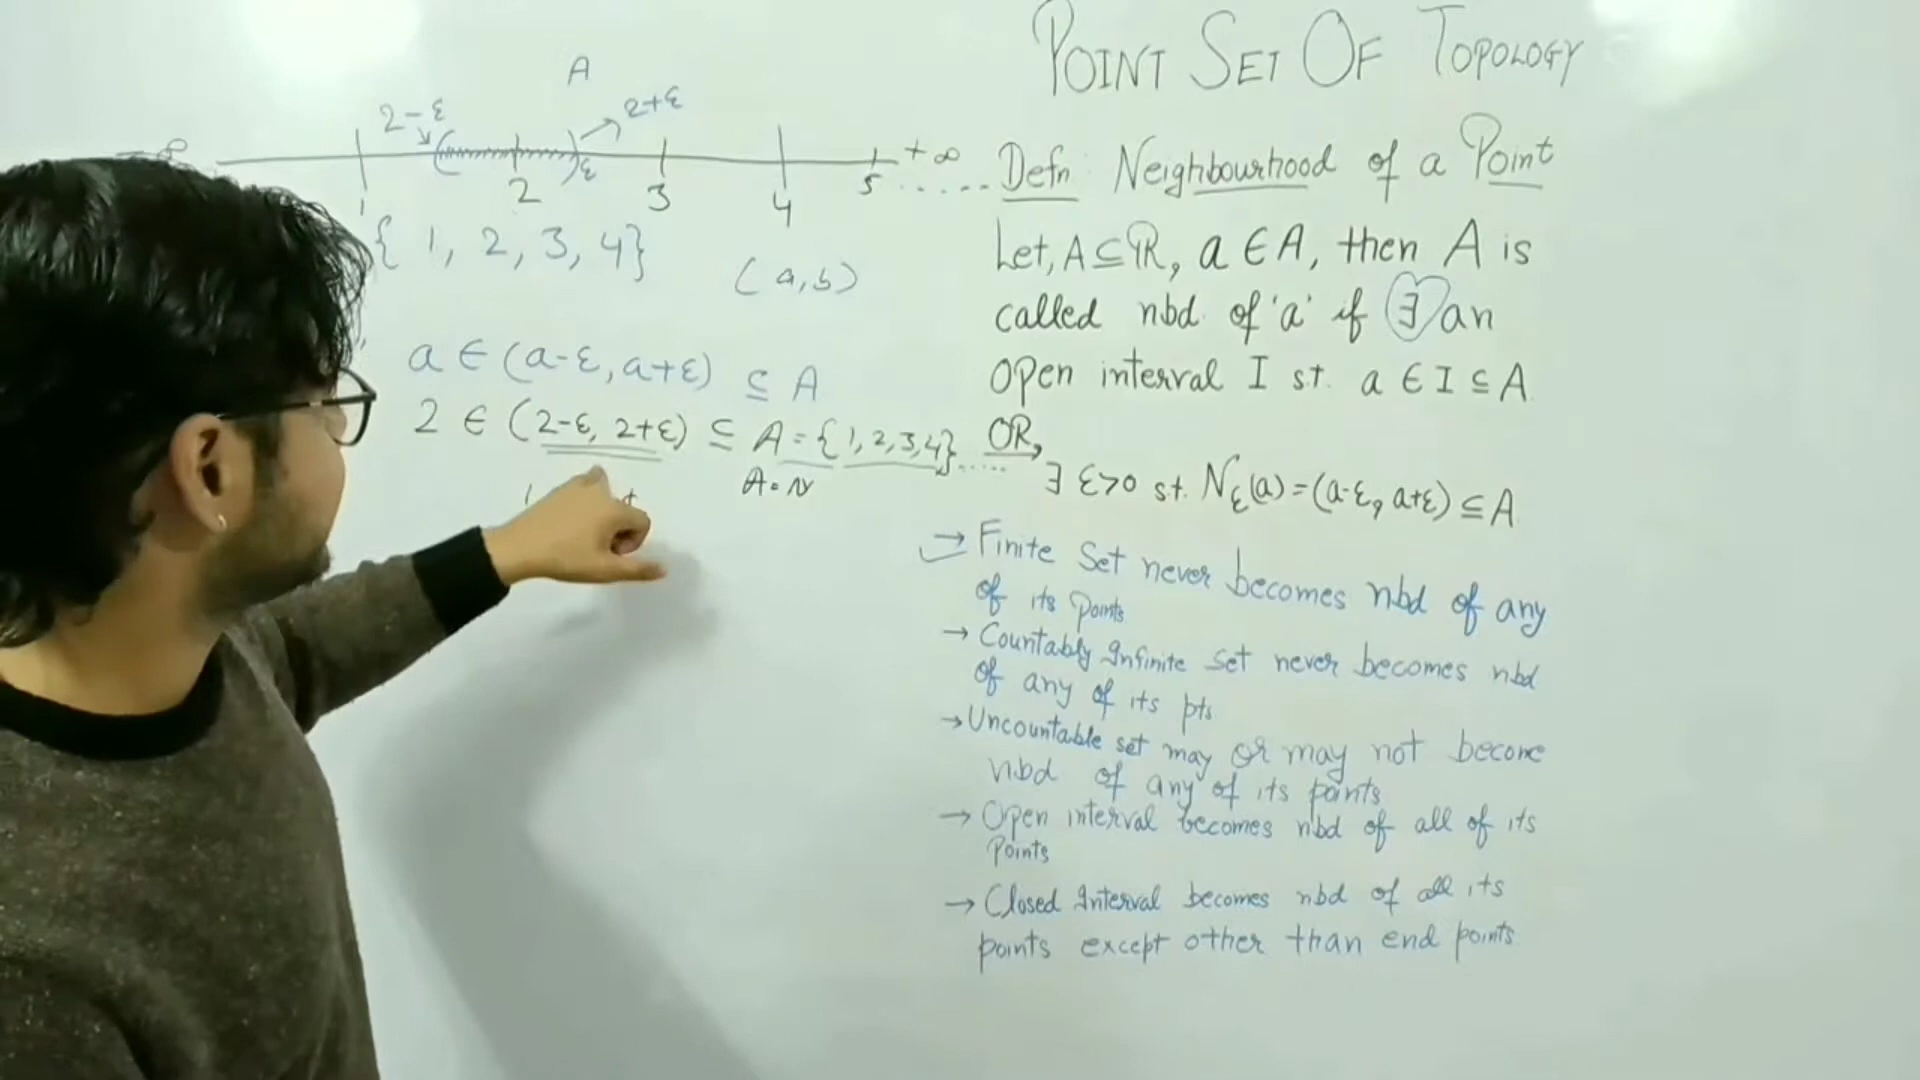 POINT SET OF TOPOLOGY
A
2-ε
2+ε
ε
-∞
+∞
1
2
3
4
5 ......
{ 1, 2, 3, 4}
(a,b)
a ∈ (a-ε, a+ε) ⊆ A
2 ∈ (2-ε, 2+ε) ⊆ A = {1, 2, 3, 4} .....
A = N
Defn: Neighbourhood of a Point
Let, A ⊆ ℝ, a ∈ A, then A is
called nbd of 'a' if ∃ an
Open interval I st. a ∈ I ⊆ A
OR,
∃ ε>0 st. Nε(a) = (a-ε, a+ε) ⊆ A
→ Finite Set never becomes nbd of any
of its points
→ Countably Infinite Set never becomes nbd
of any of its pts
→ Uncountable set may or may not become
nbd of any of its points
→ Open interval becomes nbd of all of its
Points
→ Closed Interval becomes nbd of all its
points except other than end points